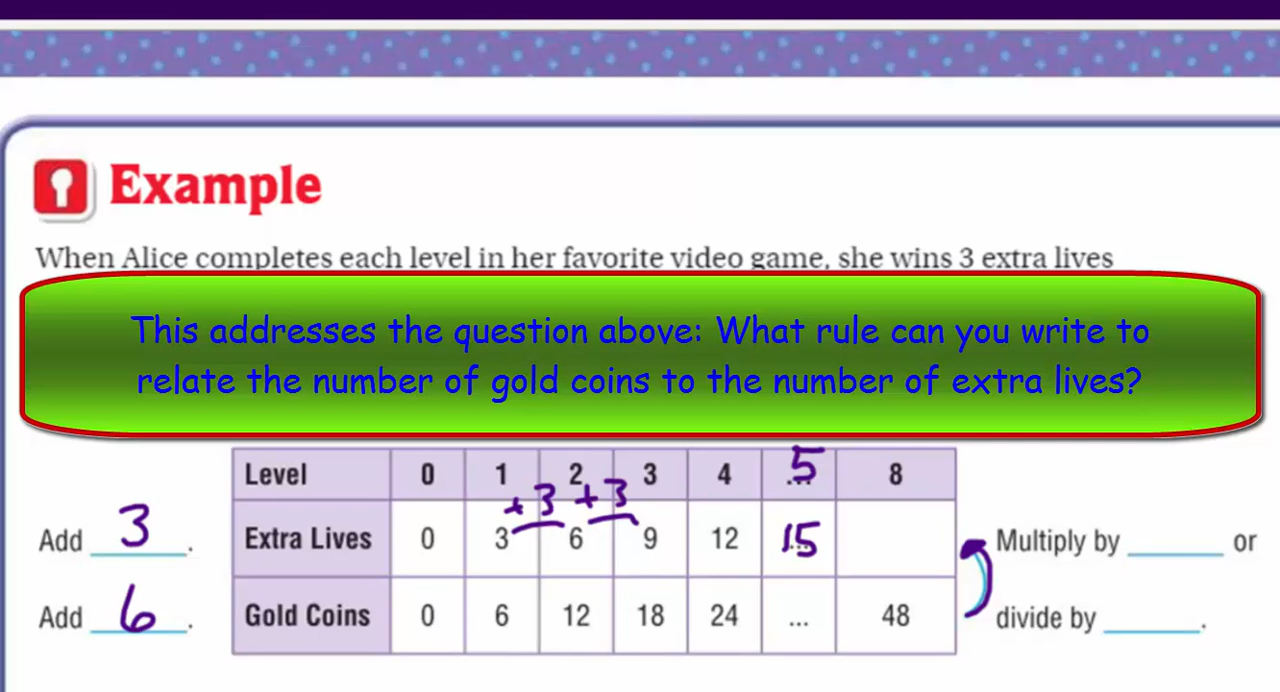 Example
When Alice completes each level in her favorite video game, she wins 3 extra lives
This addresses the question above: What rule can you write to
relate the number of gold coins to the number of extra lives?
Level 0 1 2 3 4 ... 5 8
+3 +3
Add 3. Extra Lives 0 3 6 9 12 ... 15 Multiply by ______ or
Add 6. Gold Coins 0 6 12 18 24 ... 48 divide by ______.